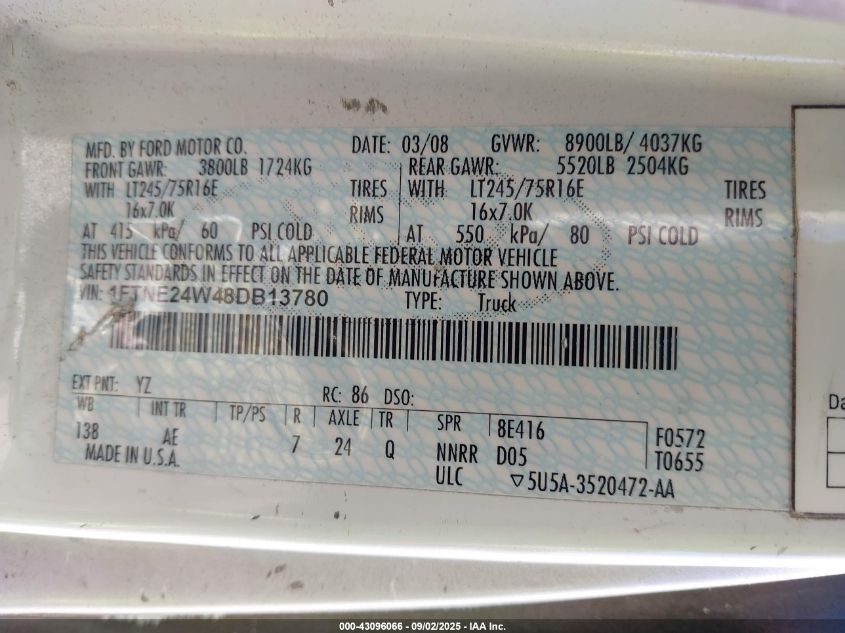 MFD. BY FORD MOTOR CO. DATE: 03/08 GVWR: 8900LB/ 4037KG
FRONT GAWR: 3800LB 1724KG REAR GAWR: 5520LB 2504KG
WITH LT245/75R16E TIRES WITH LT245/75R16E TIRES
16x7.0K RIMS 16x7.0K RIMS
AT 415 kPa/ 60 PSI COLD AT 550 kPa/ 80 PSI COLD
THIS VEHICLE CONFORMS TO ALL APPLICABLE FEDERAL MOTOR VEHICLE
SAFETY STANDARDS IN EFFECT ON THE DATE OF MANUFACTURE SHOWN ABOVE.
VIN: 1FTNE24W48DB13780 TYPE: Truck
EXT PNT: YZ RC: 86 DSO:
WB INT TR TP/PS R AXLE TR SPR 8E416 F0572
138 AE 7 24 Q NNRR D05 T0655
MADE IN U.S.A. ULC ▽5U5A-3520472-AA
Da
000-43096066 - 09/02/2025 - IAA Inc.